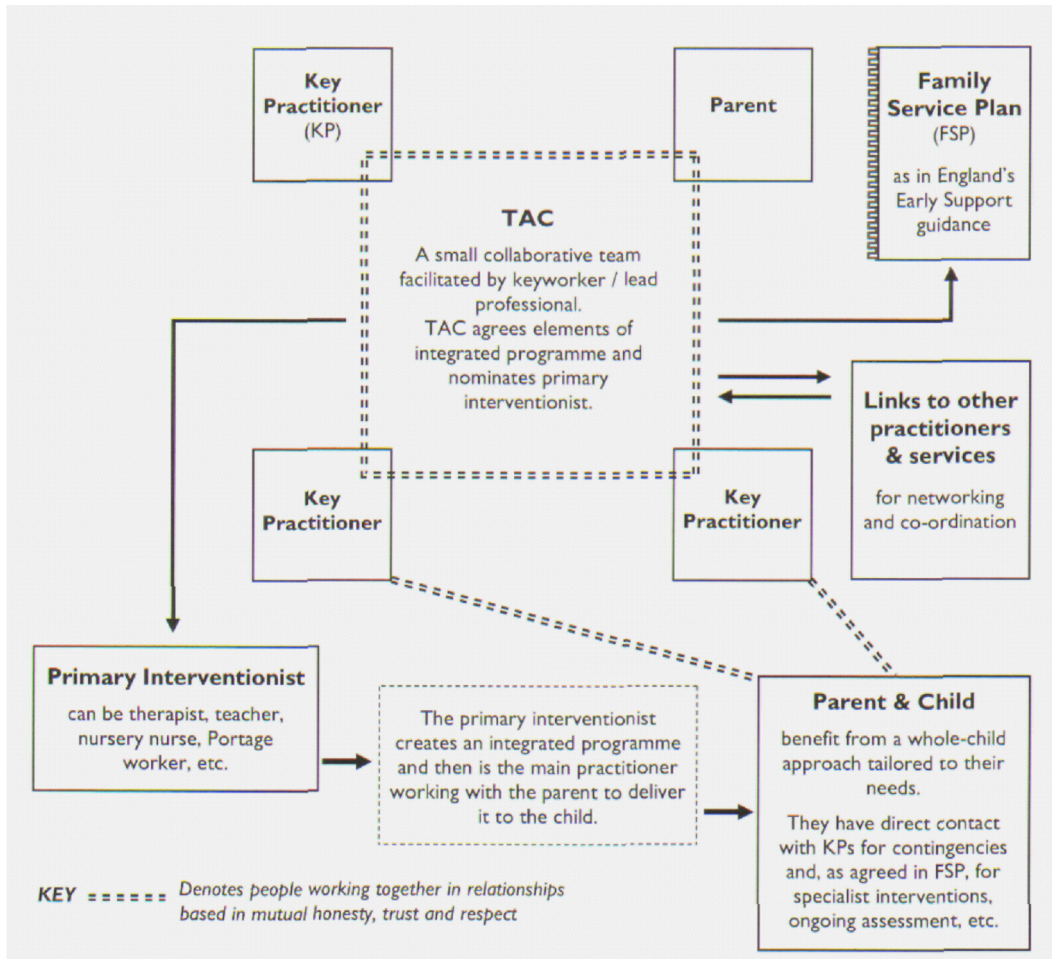 Key
Practitioner
(KP)
Parent
Family
Service Plan
(FSP)
as in England's
Early Support
guidance
TAC
A small collaborative team
facilitated by keyworker / lead
professional.
TAC agrees elements of
integrated programme and
nominates primary
interventionist.
Links to other
practitioners
& services
for networking
and co-ordination
Key
Practitioner
Key
Practitioner
Primary Interventionist
can be therapist, teacher,
nursery nurse, Portage
worker, etc.
The primary interventionist
creates an integrated programme
and then is the main practitioner
working with the parent to deliver
it to the child.
Parent & Child
benefit from a whole-child
approach tailored to their
needs.
They have direct contact
with KPs for contingencies
and, as agreed in FSP, for
specialist interventions,
ongoing assessment, etc.
KEY Denotes people working together in relationships
based in mutual honesty, trust and respect